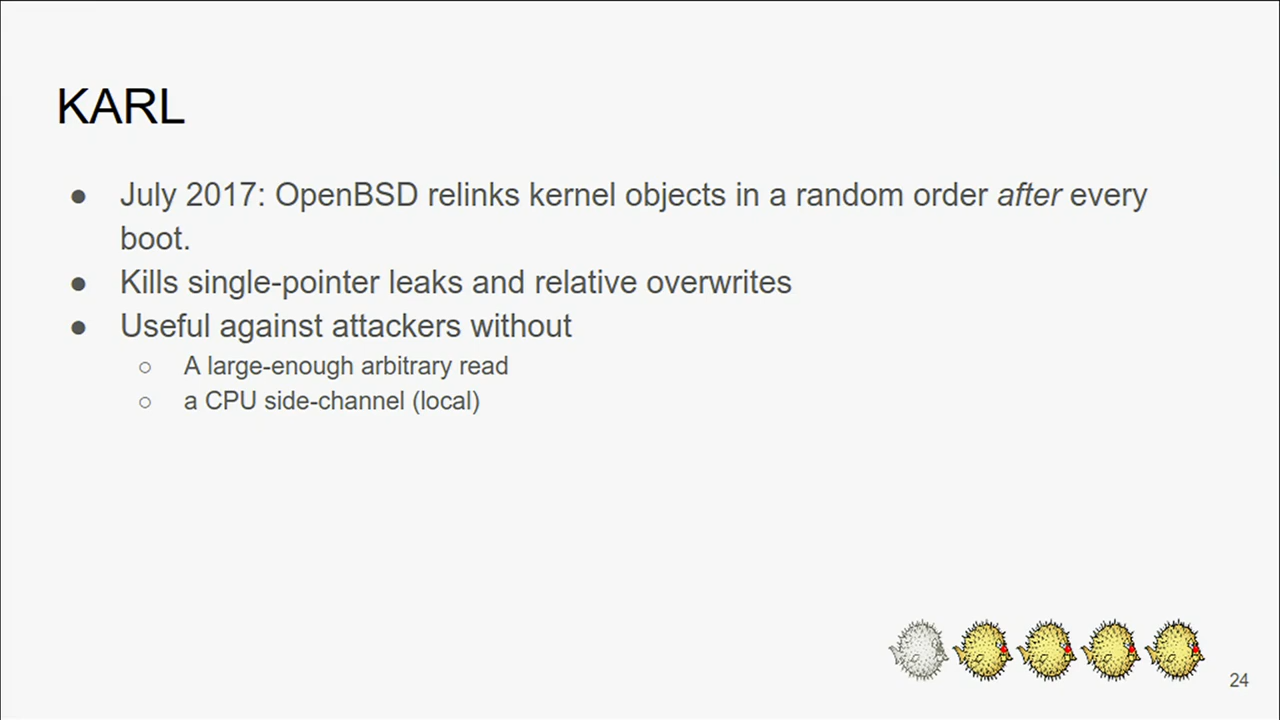 KARL
● July 2017: OpenBSD relinks kernel objects in a random order after every
boot.
● Kills single-pointer leaks and relative overwrites
● Useful against attackers without
○ A large-enough arbitrary read
○ a CPU side-channel (local)
24